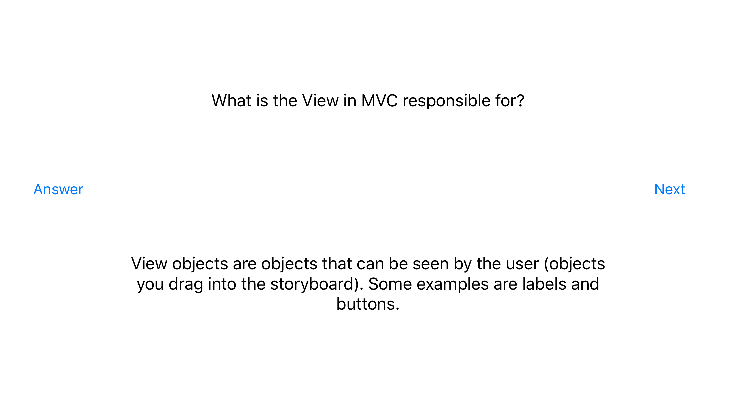 What is the View in MVC responsible for?
Answer
Next
View objects are objects that can be seen by the user (objects
you drag into the storyboard). Some examples are labels and
buttons.